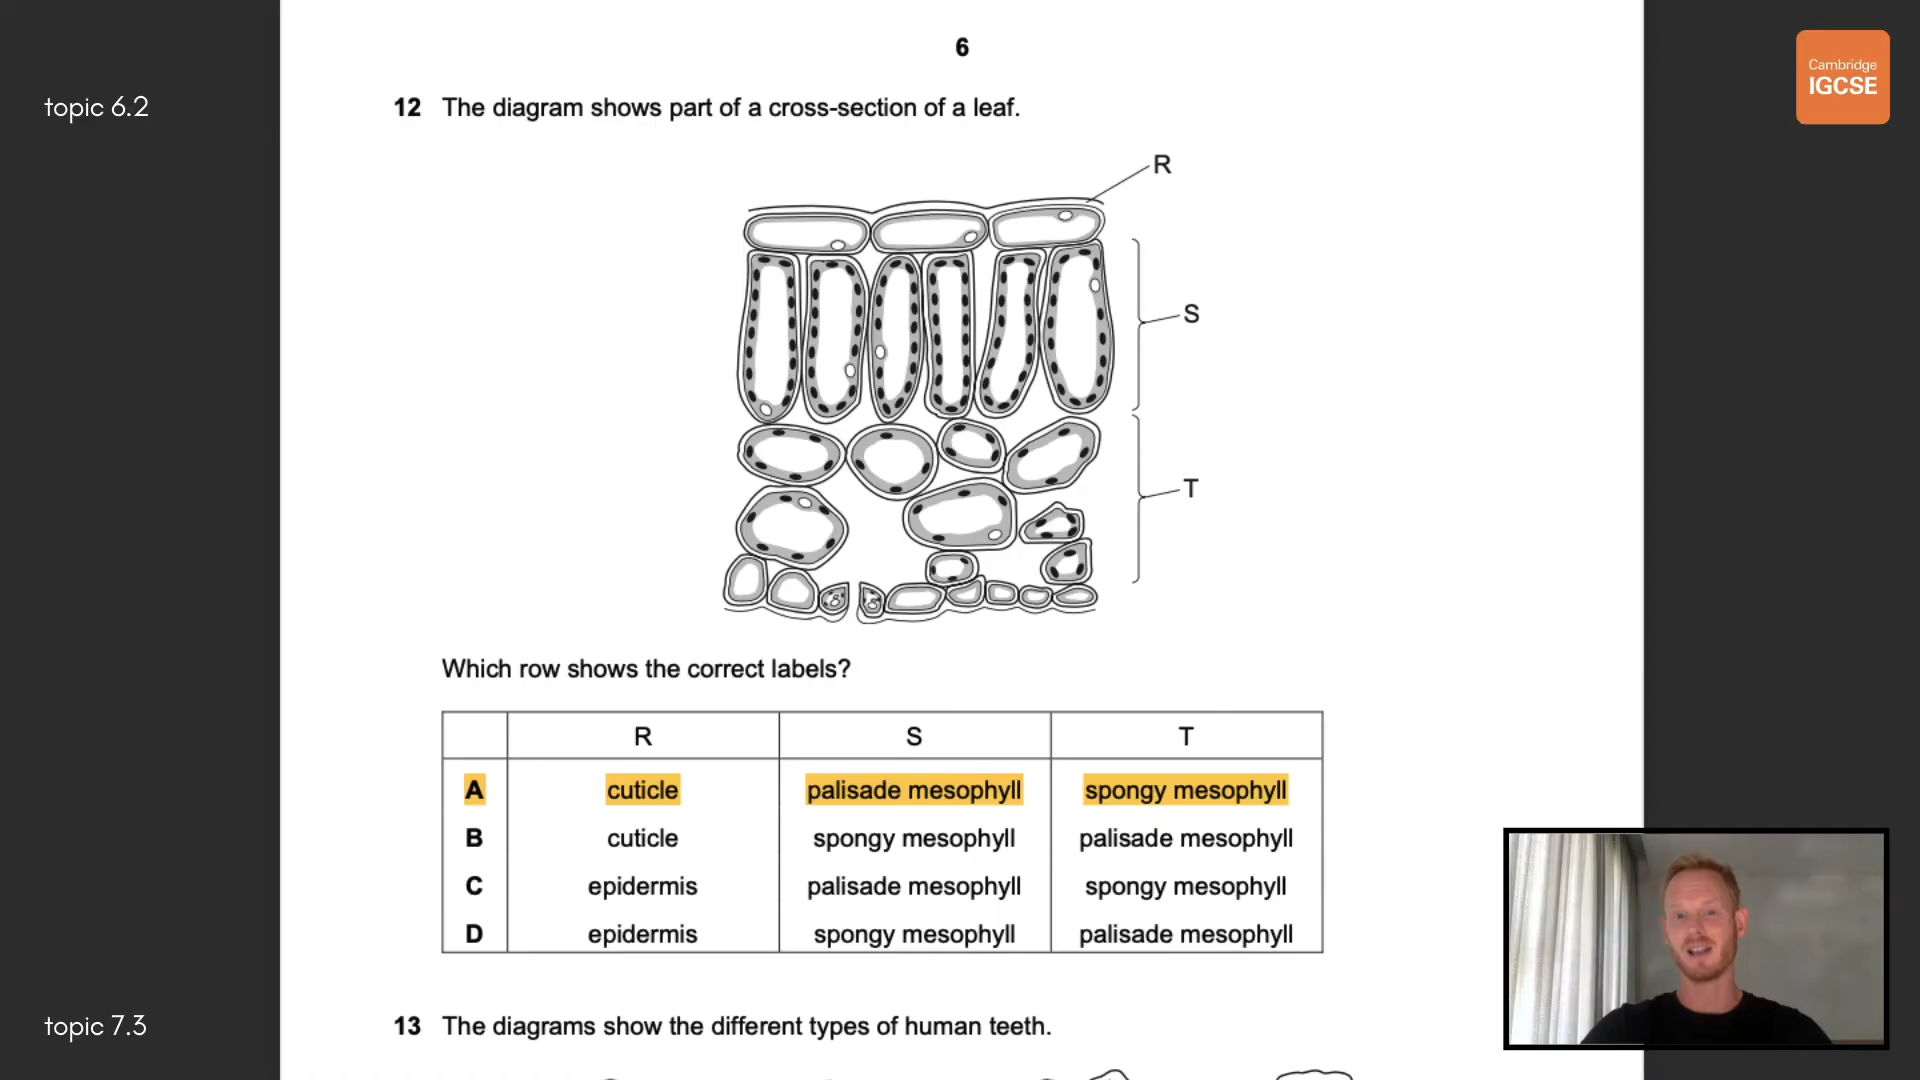 6
topic 6.2
Cambridge
IGCSE
12 The diagram shows part of a cross-section of a leaf.
R
S
T
Which row shows the correct labels?
R S T
A cuticle palisade mesophyll spongy mesophyll
B cuticle spongy mesophyll palisade mesophyll
C epidermis palisade mesophyll spongy mesophyll
D epidermis spongy mesophyll palisade mesophyll
topic 7.3
13 The diagrams show the different types of human teeth.